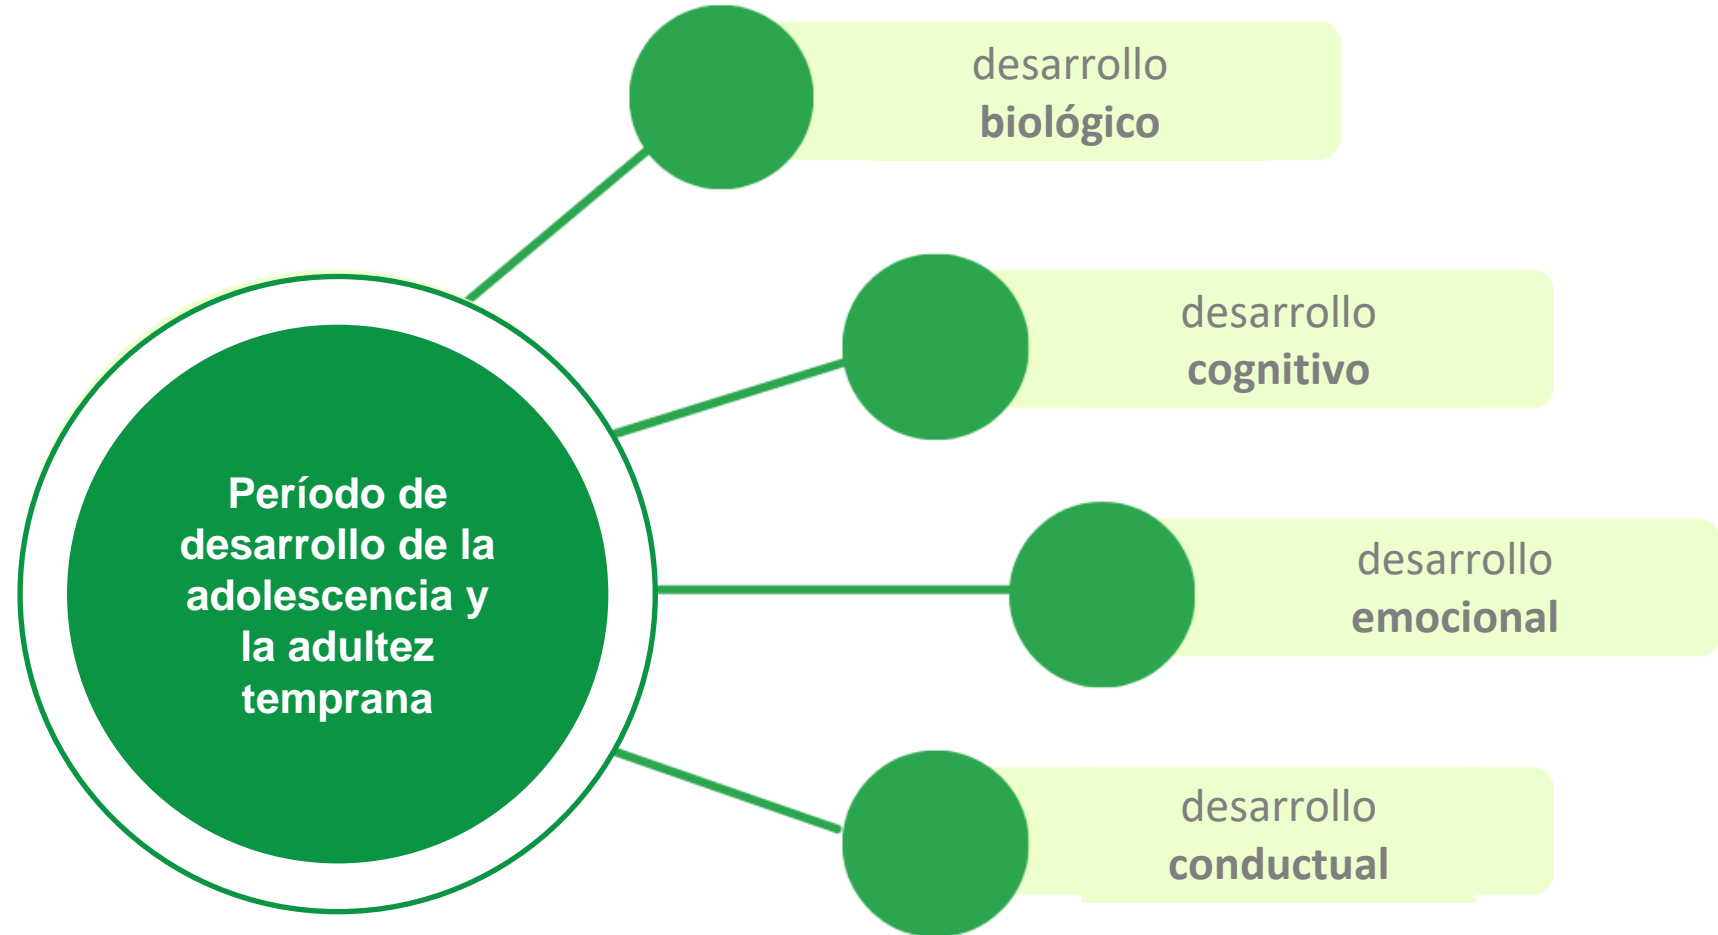 desarrollo
biológico
desarrollo
cognitivo
Período de
desarrollo de la
adolescencia y
la adultez
temprana
desarrollo
emocional
desarrollo
conductual